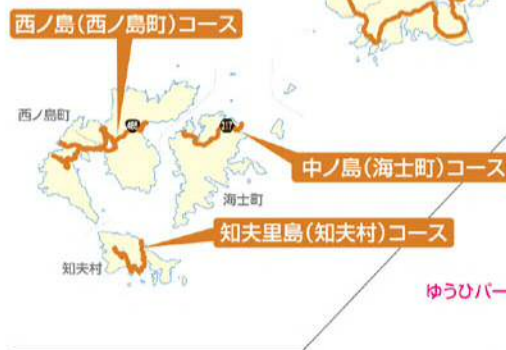 西ノ島(西ノ島町)コース
西ノ島町
485
317
中ノ島(海士町)コース
海士町
知夫里島(知夫村)コース
知夫村
ゆうひパー